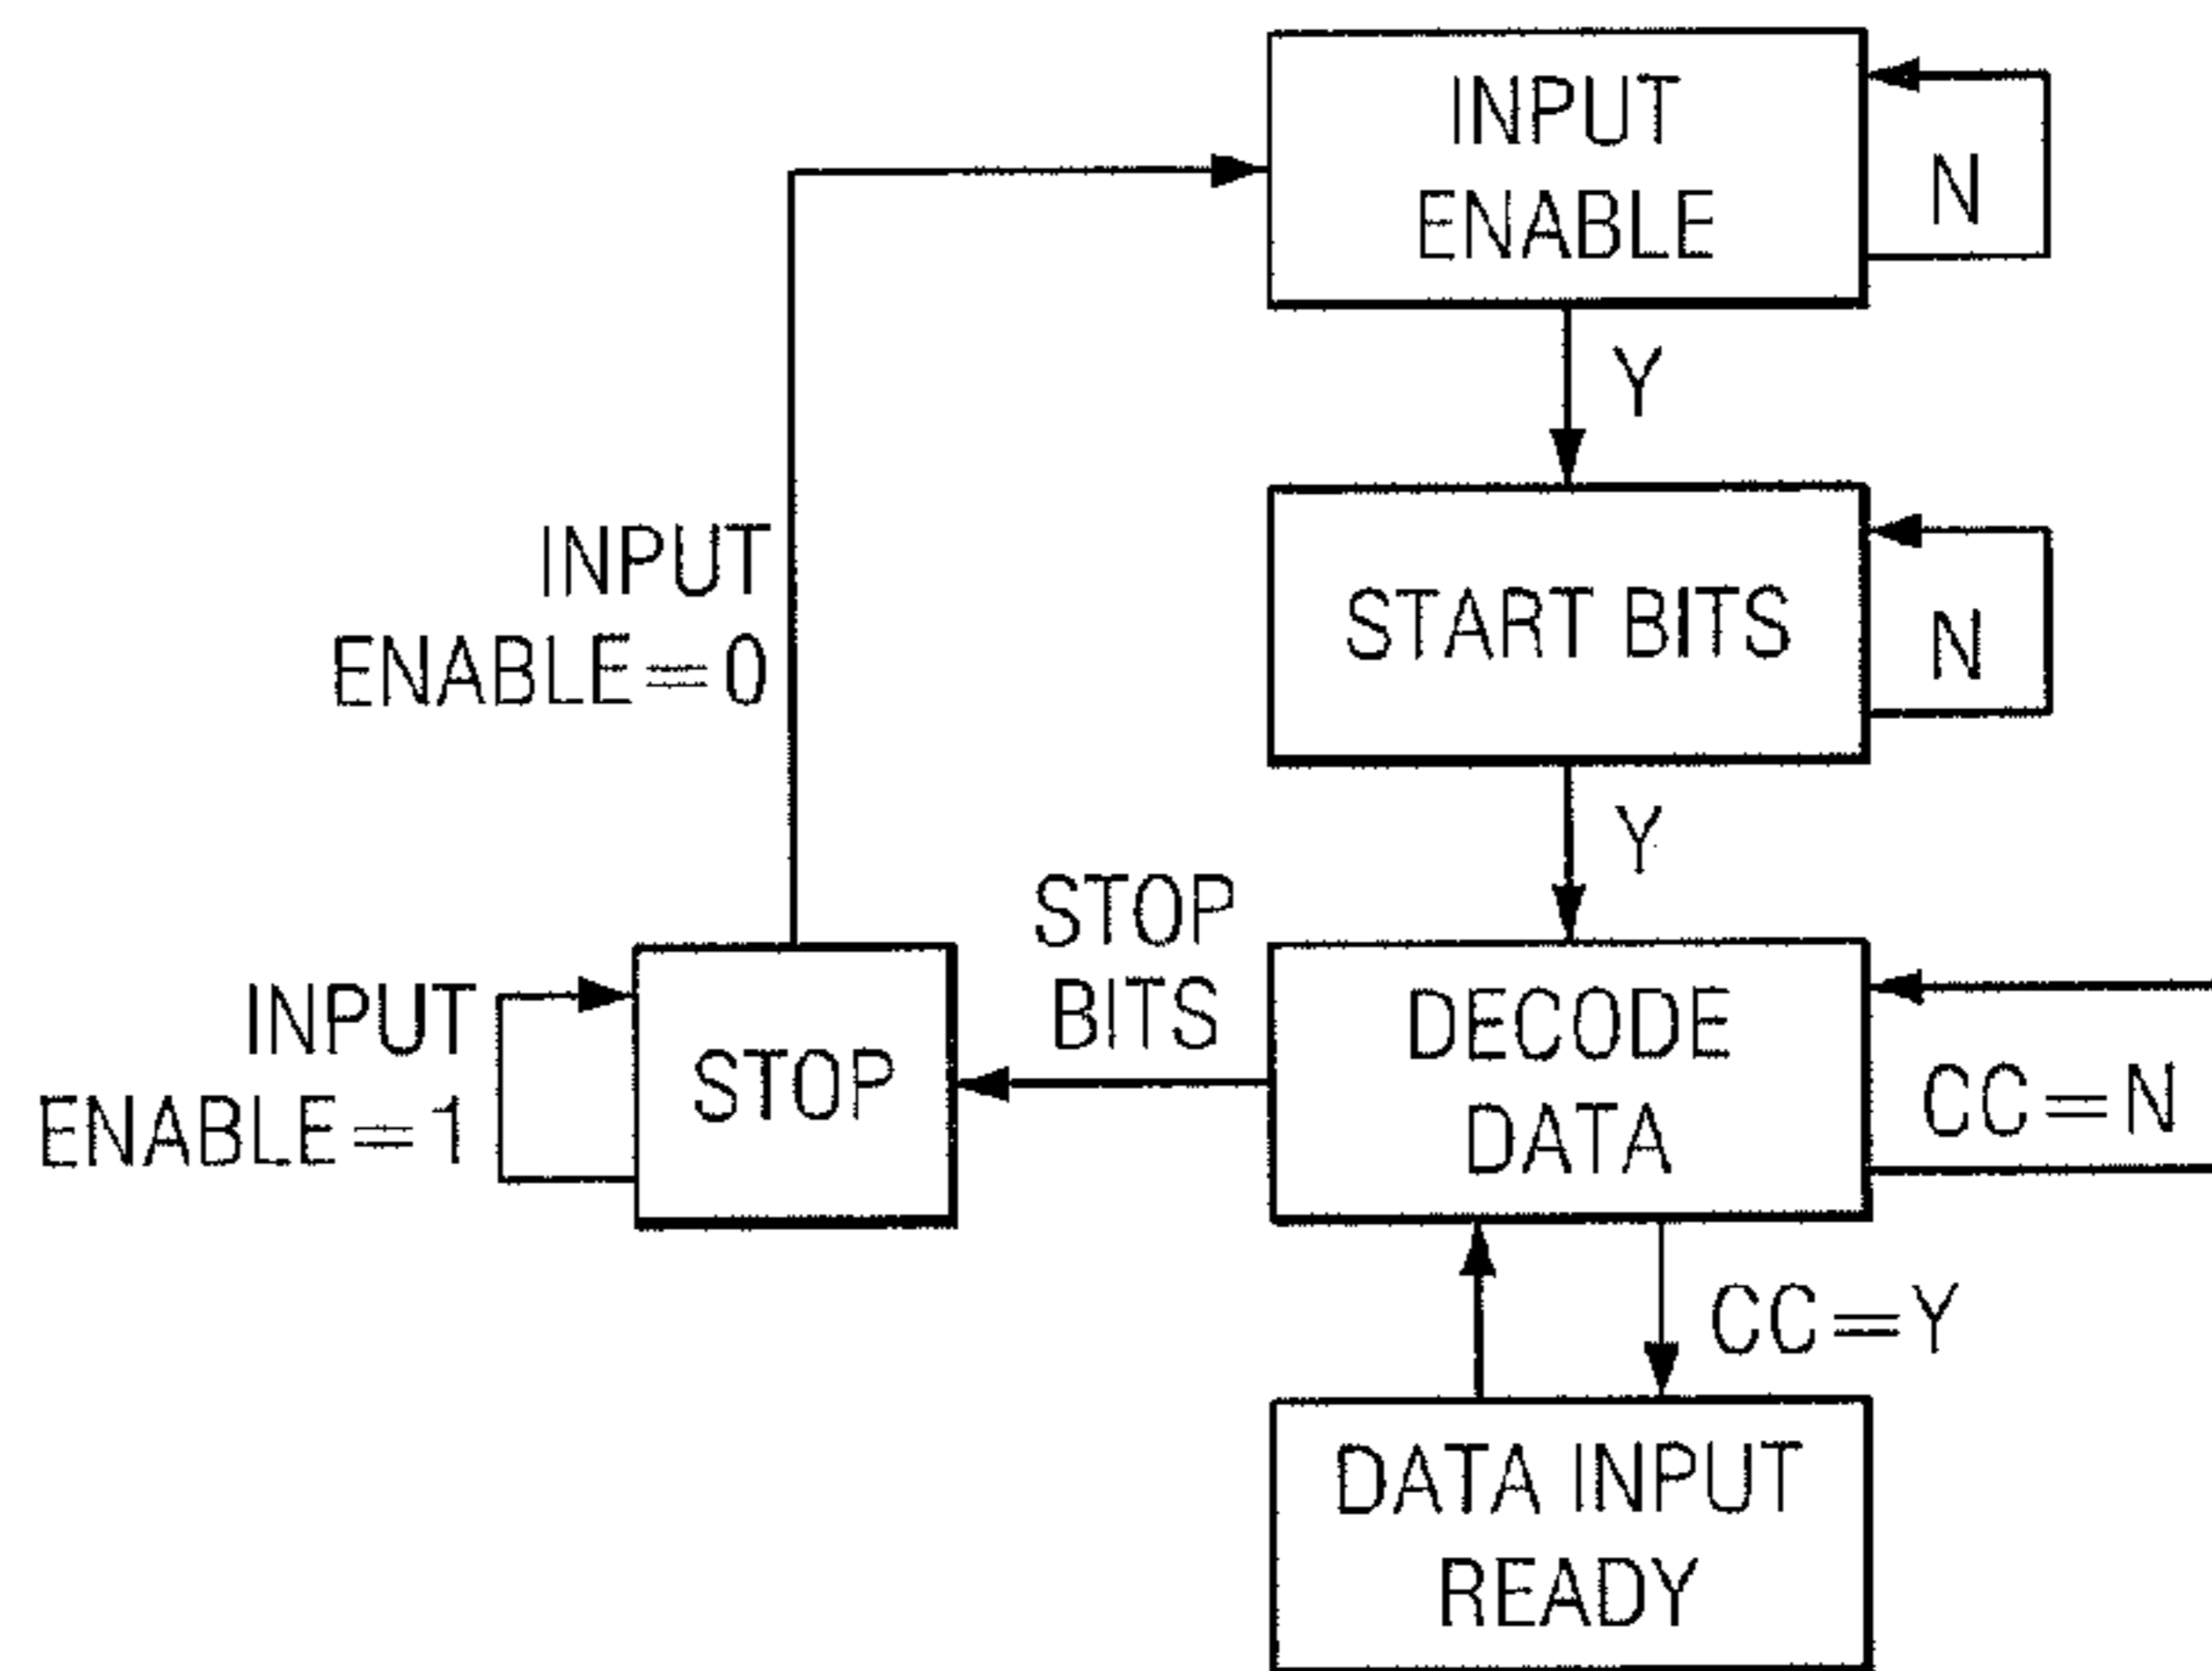 INPUT
ENABLE
N
Y
INPUT
ENABLE=0
START BITS
N
Y
STOP
BITS
INPUT
ENABLE=1
STOP
DECODE
DATA
CC=N
CC=Y
DATA INPUT
READY